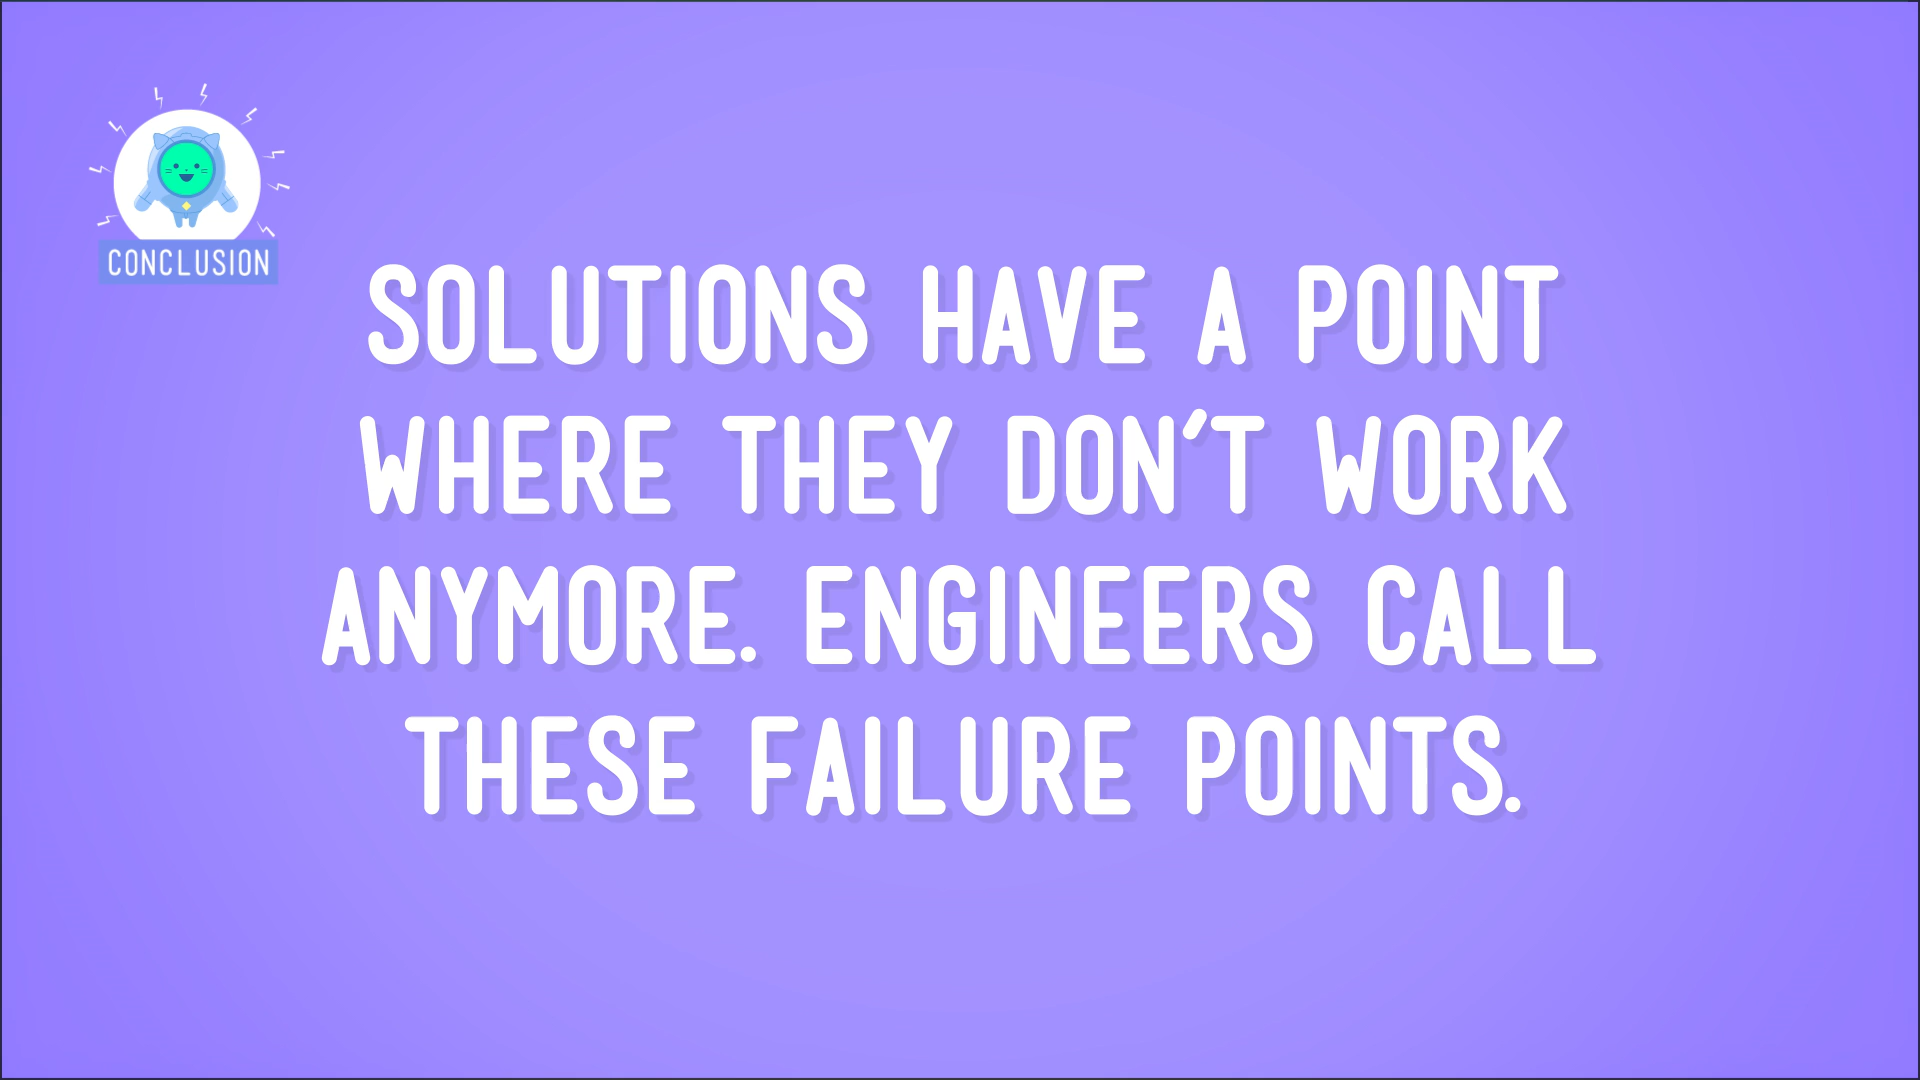 CONCLUSION
SOLUTIONS HAVE A POINT
WHERE THEY DON'T WORK
ANYMORE. ENGINEERS CALL
THESE FAILURE POINTS.